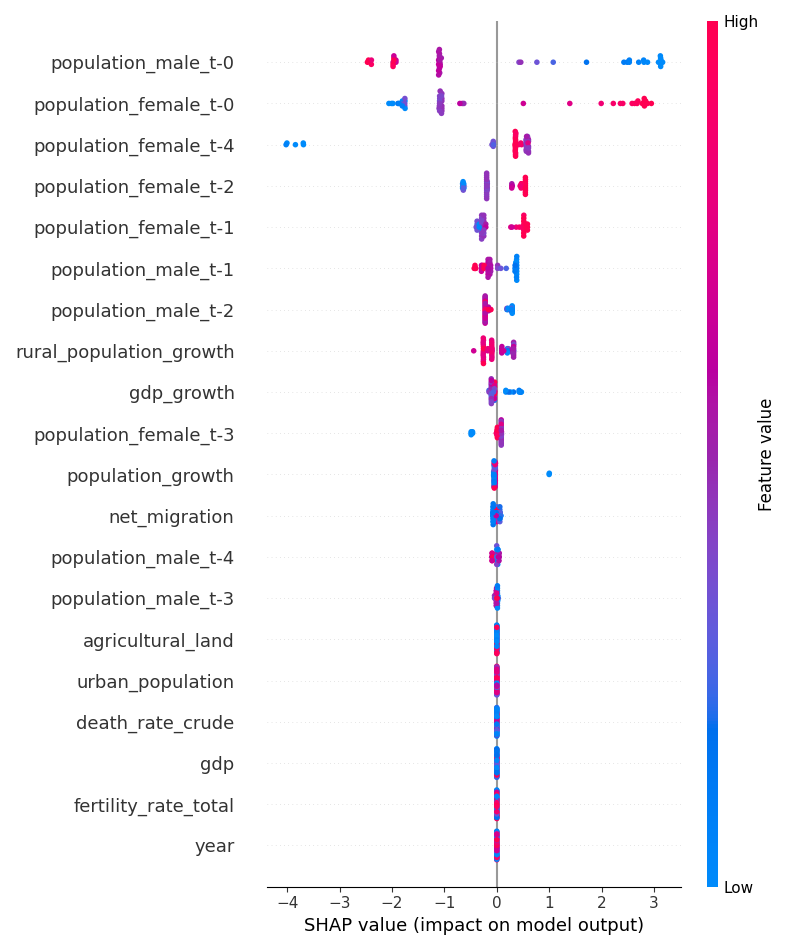 High
population_male_t-0
population_female_t-0
population_female_t-4
population_female_t-2
population_female_t-1
population_male_t-1
population_male_t-2
rural_population_growth
gdp_growth
population_female_t-3
population_growth
net_migration
population_male_t-4
population_male_t-3
agricultural_land
urban_population
death_rate_crude
gdp
fertility_rate_total
year
Feature value
Low
−4 −3 −2 −1 0 1 2 3
SHAP value (impact on model output)